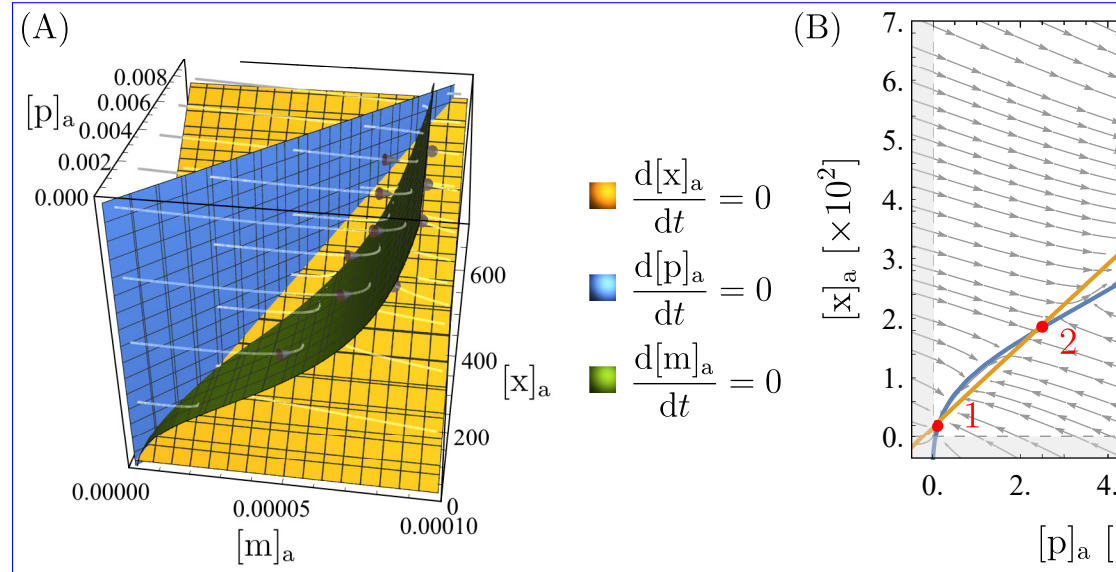 (A)
0.008
0.006
[p]ₐ
0.004
0.002
0.000
600
400
[x]ₐ
200
0
0.00000
0.00005
0.00010
[m]ₐ
d[x]ₐ
dt
= 0
d[p]ₐ
dt
= 0
d[m]ₐ
dt
= 0
(B)
[x]ₐ [×10²]
7.
6.
5.
4.
3.
2.
1.
0.
1
2
0. 2. 4.
[p]ₐ [